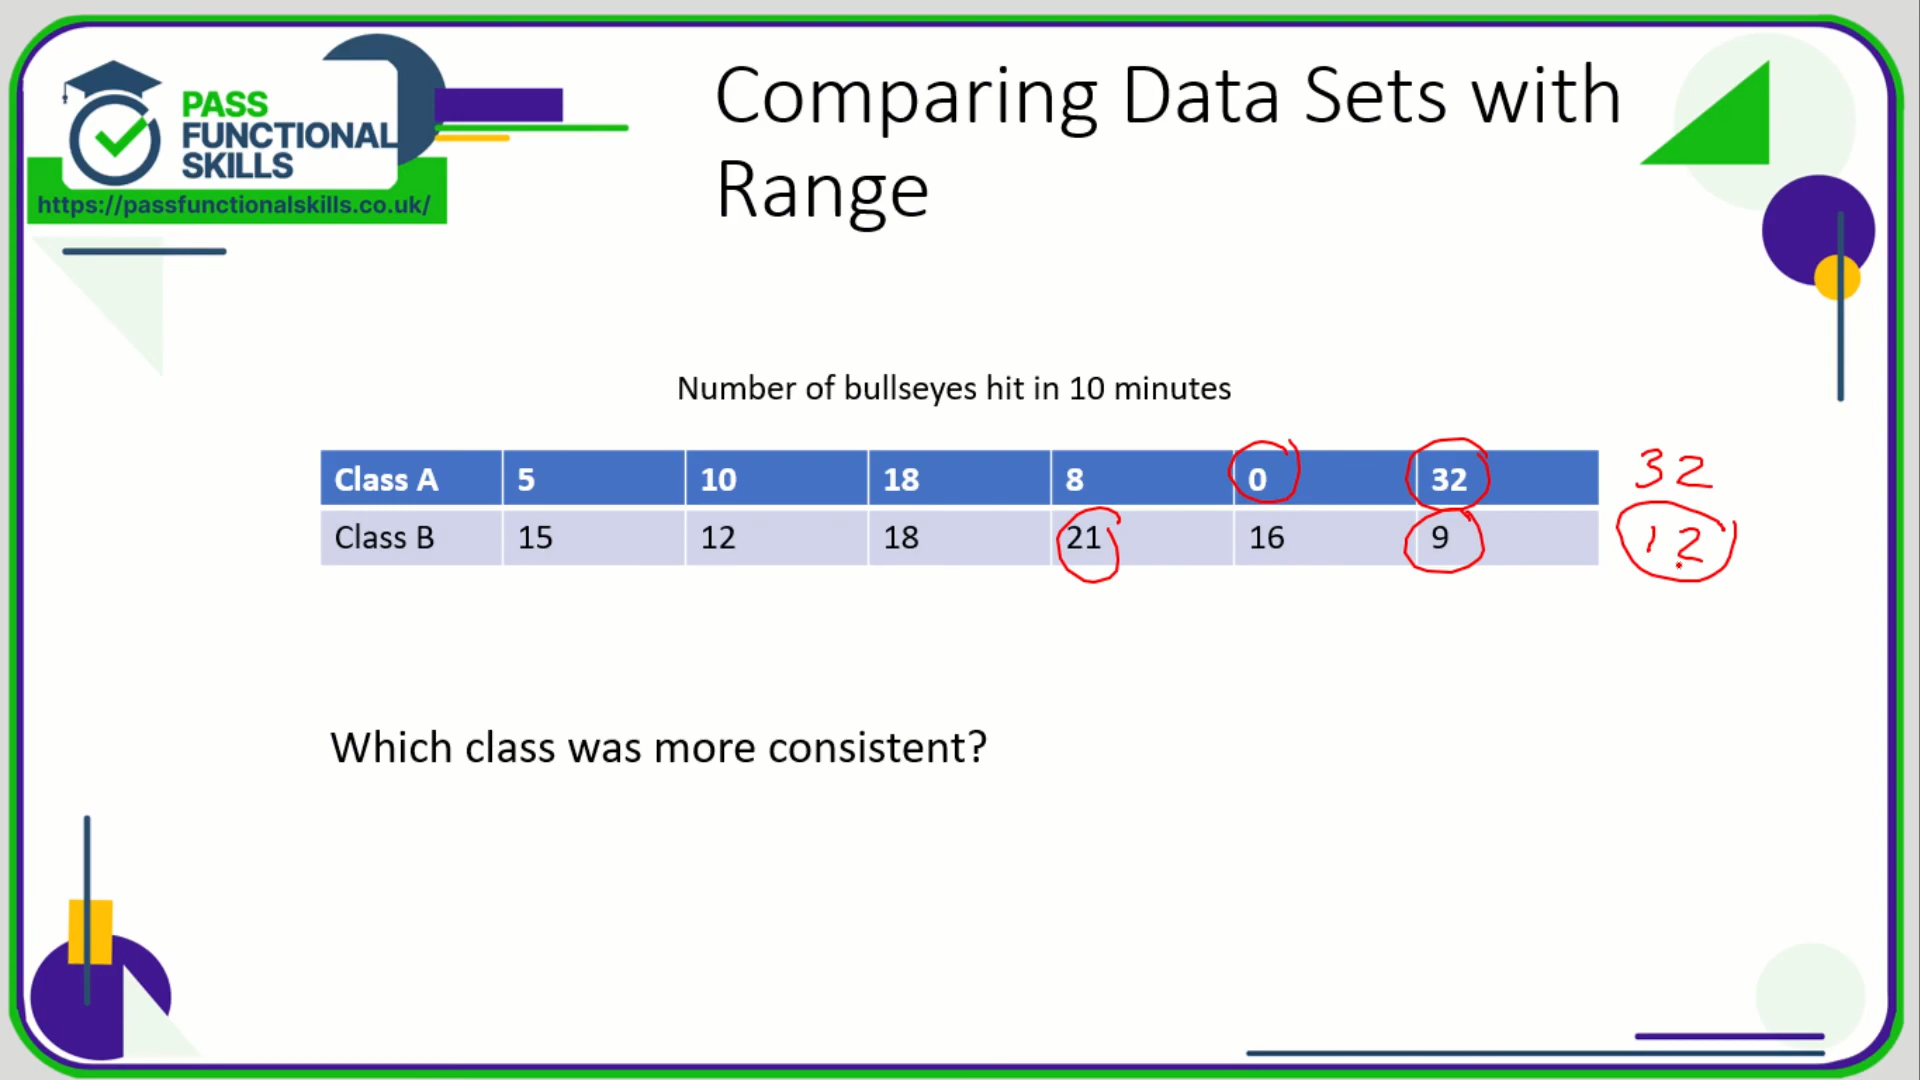 PASS
FUNCTIONAL
SKILLS
https://passfunctionalskills.co.uk/
Comparing Data Sets with
Range
Number of bullseyes hit in 10 minutes
Class A 5 10 18 8 0 32 32
Class B 15 12 18 21 16 9 12
Which class was more consistent?